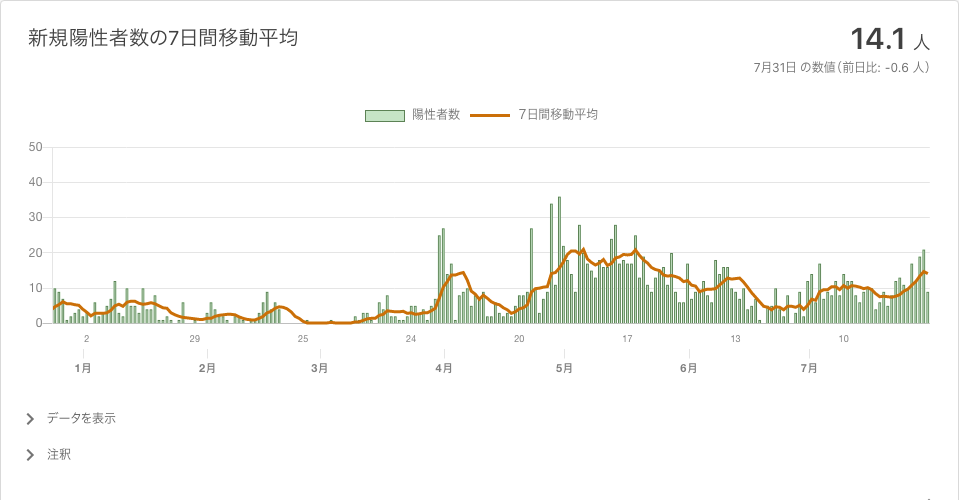 新規陽性者数の7日間移動平均
14.1 人
7月31日 の数値（前日比: -0.6 人）
陽性者数 7日間移動平均
50
40
30
20
10
0
2 29 25 24 20 17 13 10
1月 2月 3月 4月 5月 6月 7月
データを表示
注釈